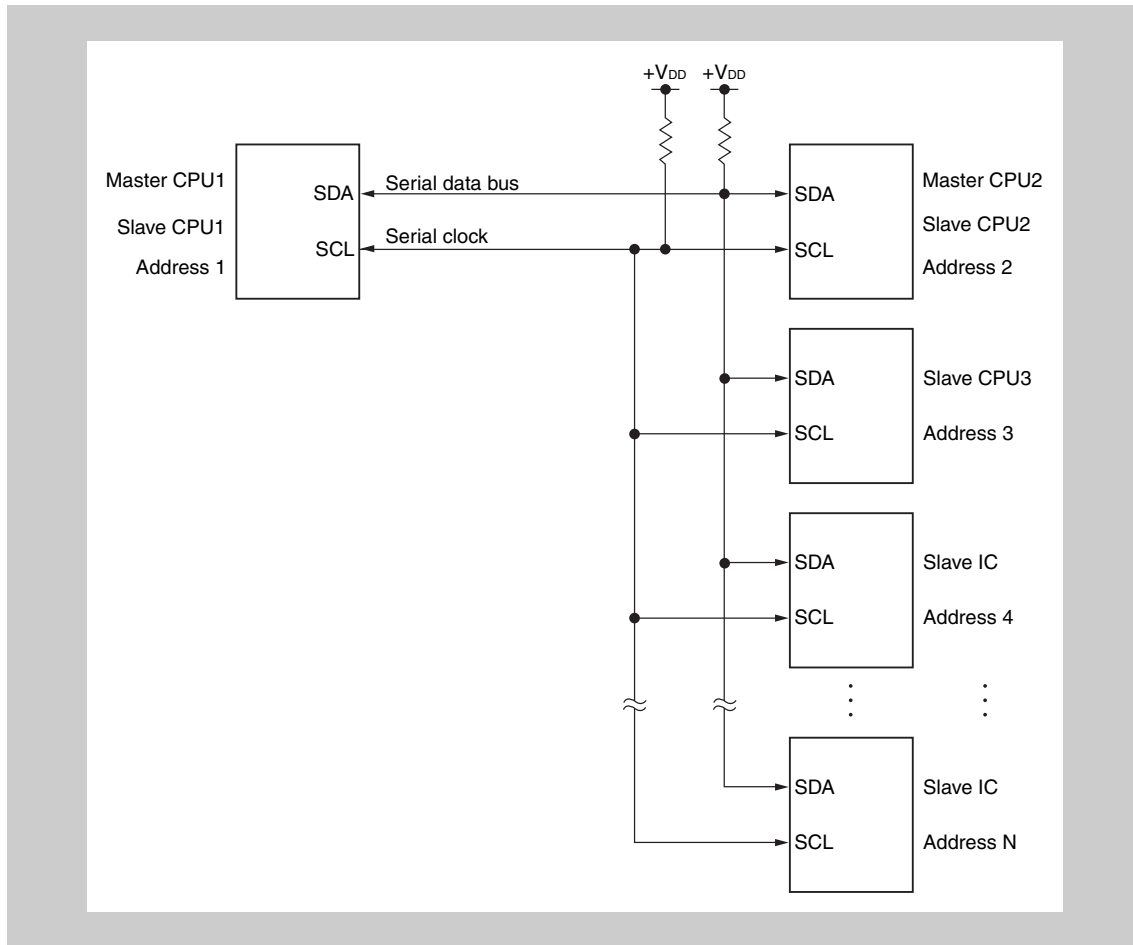 +VDD +VDD
Master CPU1
Slave CPU1
Address 1
SDA
SCL
Serial data bus
Serial clock
SDA
SCL
Master CPU2
Slave CPU2
Address 2
SDA
SCL
Slave CPU3
Address 3
SDA
SCL
Slave IC
Address 4
SDA
SCL
Slave IC
Address N